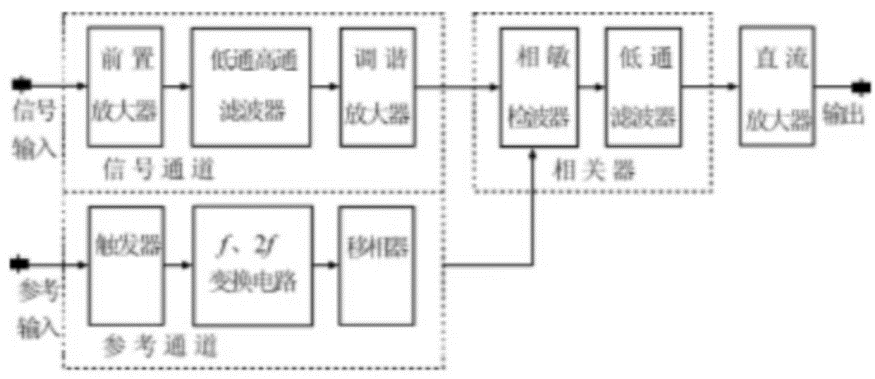 前置
放大器
低通高通
滤波器
调谐
放大器
信号
输入
信号通道
相敏
检波器
低通
滤波器
相关器
直流
放大器
输出
触发器
f、2f
变换电路
移相器
参考
输入
参考通道